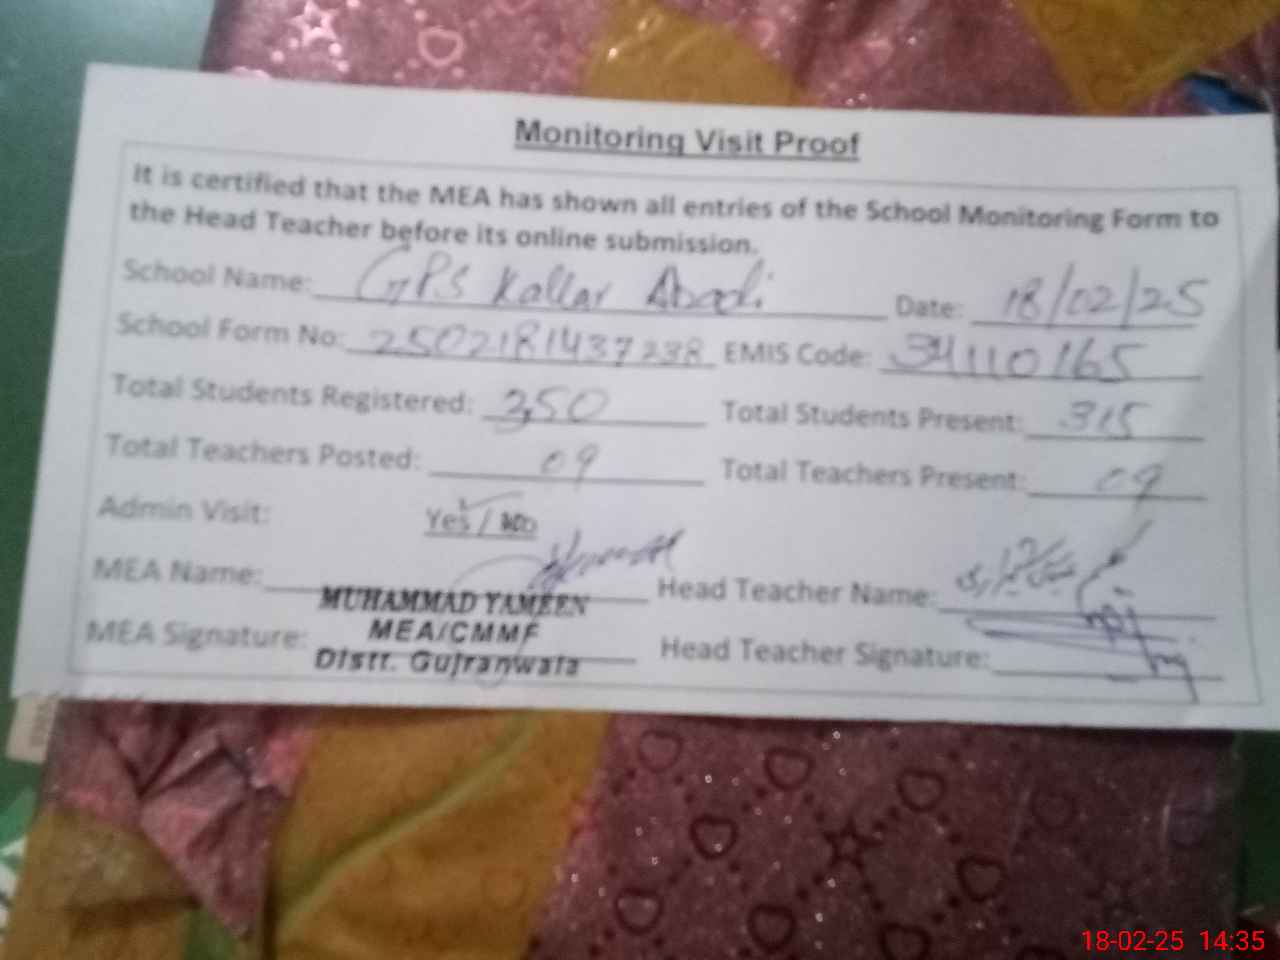 Monitoring Visit Proof
It is certified that the MEA has shown all entries of the School Monitoring Form to
the Head Teacher before its online submission.
School Name: GPS Kallar Abadi Date: 18/02/25
School Form No: 2502181437238 EMIS Code: 34110165
Total Students Registered: 350 Total Students Present: 315
Total Teachers Posted: 09 Total Teachers Present: 09
Admin Visit: Yes / No
MEA Name: Head Teacher Name:
MUHAMMAD YAMEEN
MEA/CMMF
MEA Signature: Head Teacher Signature:
Distt. Gujranwala
18-02-25 14:35